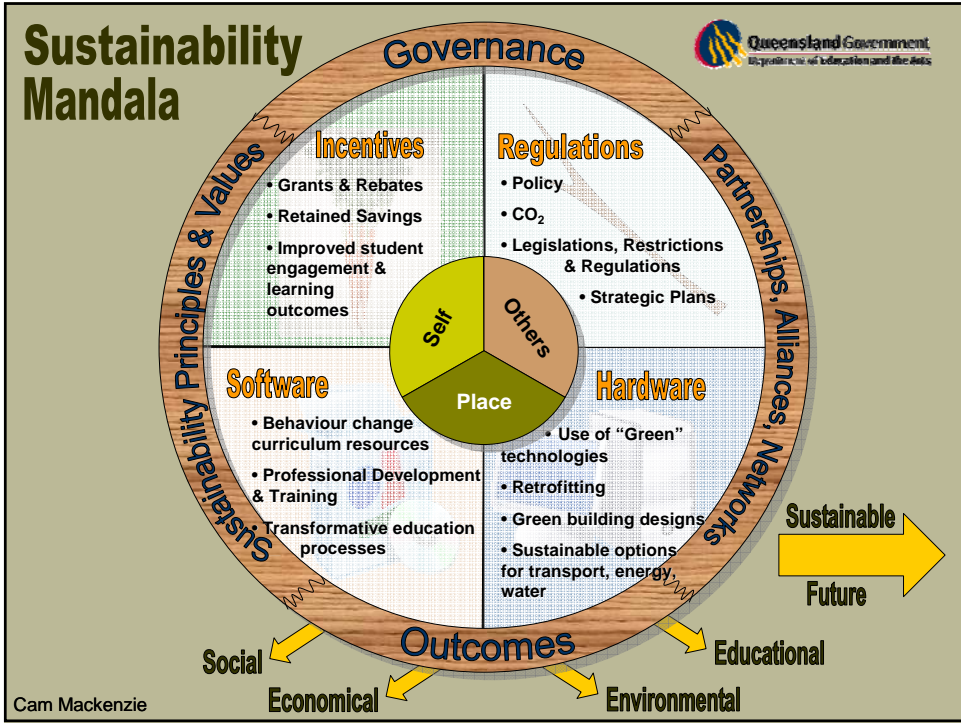 Sustainability
Mandala
Governance
Queensland Government
Department of Education and the Arts
Sustainability Principles & Values
Partnerships, Alliances, Networks
Incentives
• Grants & Rebates
• Retained Savings
• Improved student
engagement &
learning
outcomes
Regulations
• Policy
• CO₂
• Legislations, Restrictions
& Regulations
• Strategic Plans
Self
Others
Place
Software
• Behaviour change
curriculum resources
• Professional Development
& Training
• Transformative education
processes
Hardware
• Use of “Green”
technologies
• Retrofitting
• Green building designs
• Sustainable options
for transport, energy,
water
Sustainable
Future
Outcomes
Social
Economical
Environmental
Educational
Cam Mackenzie